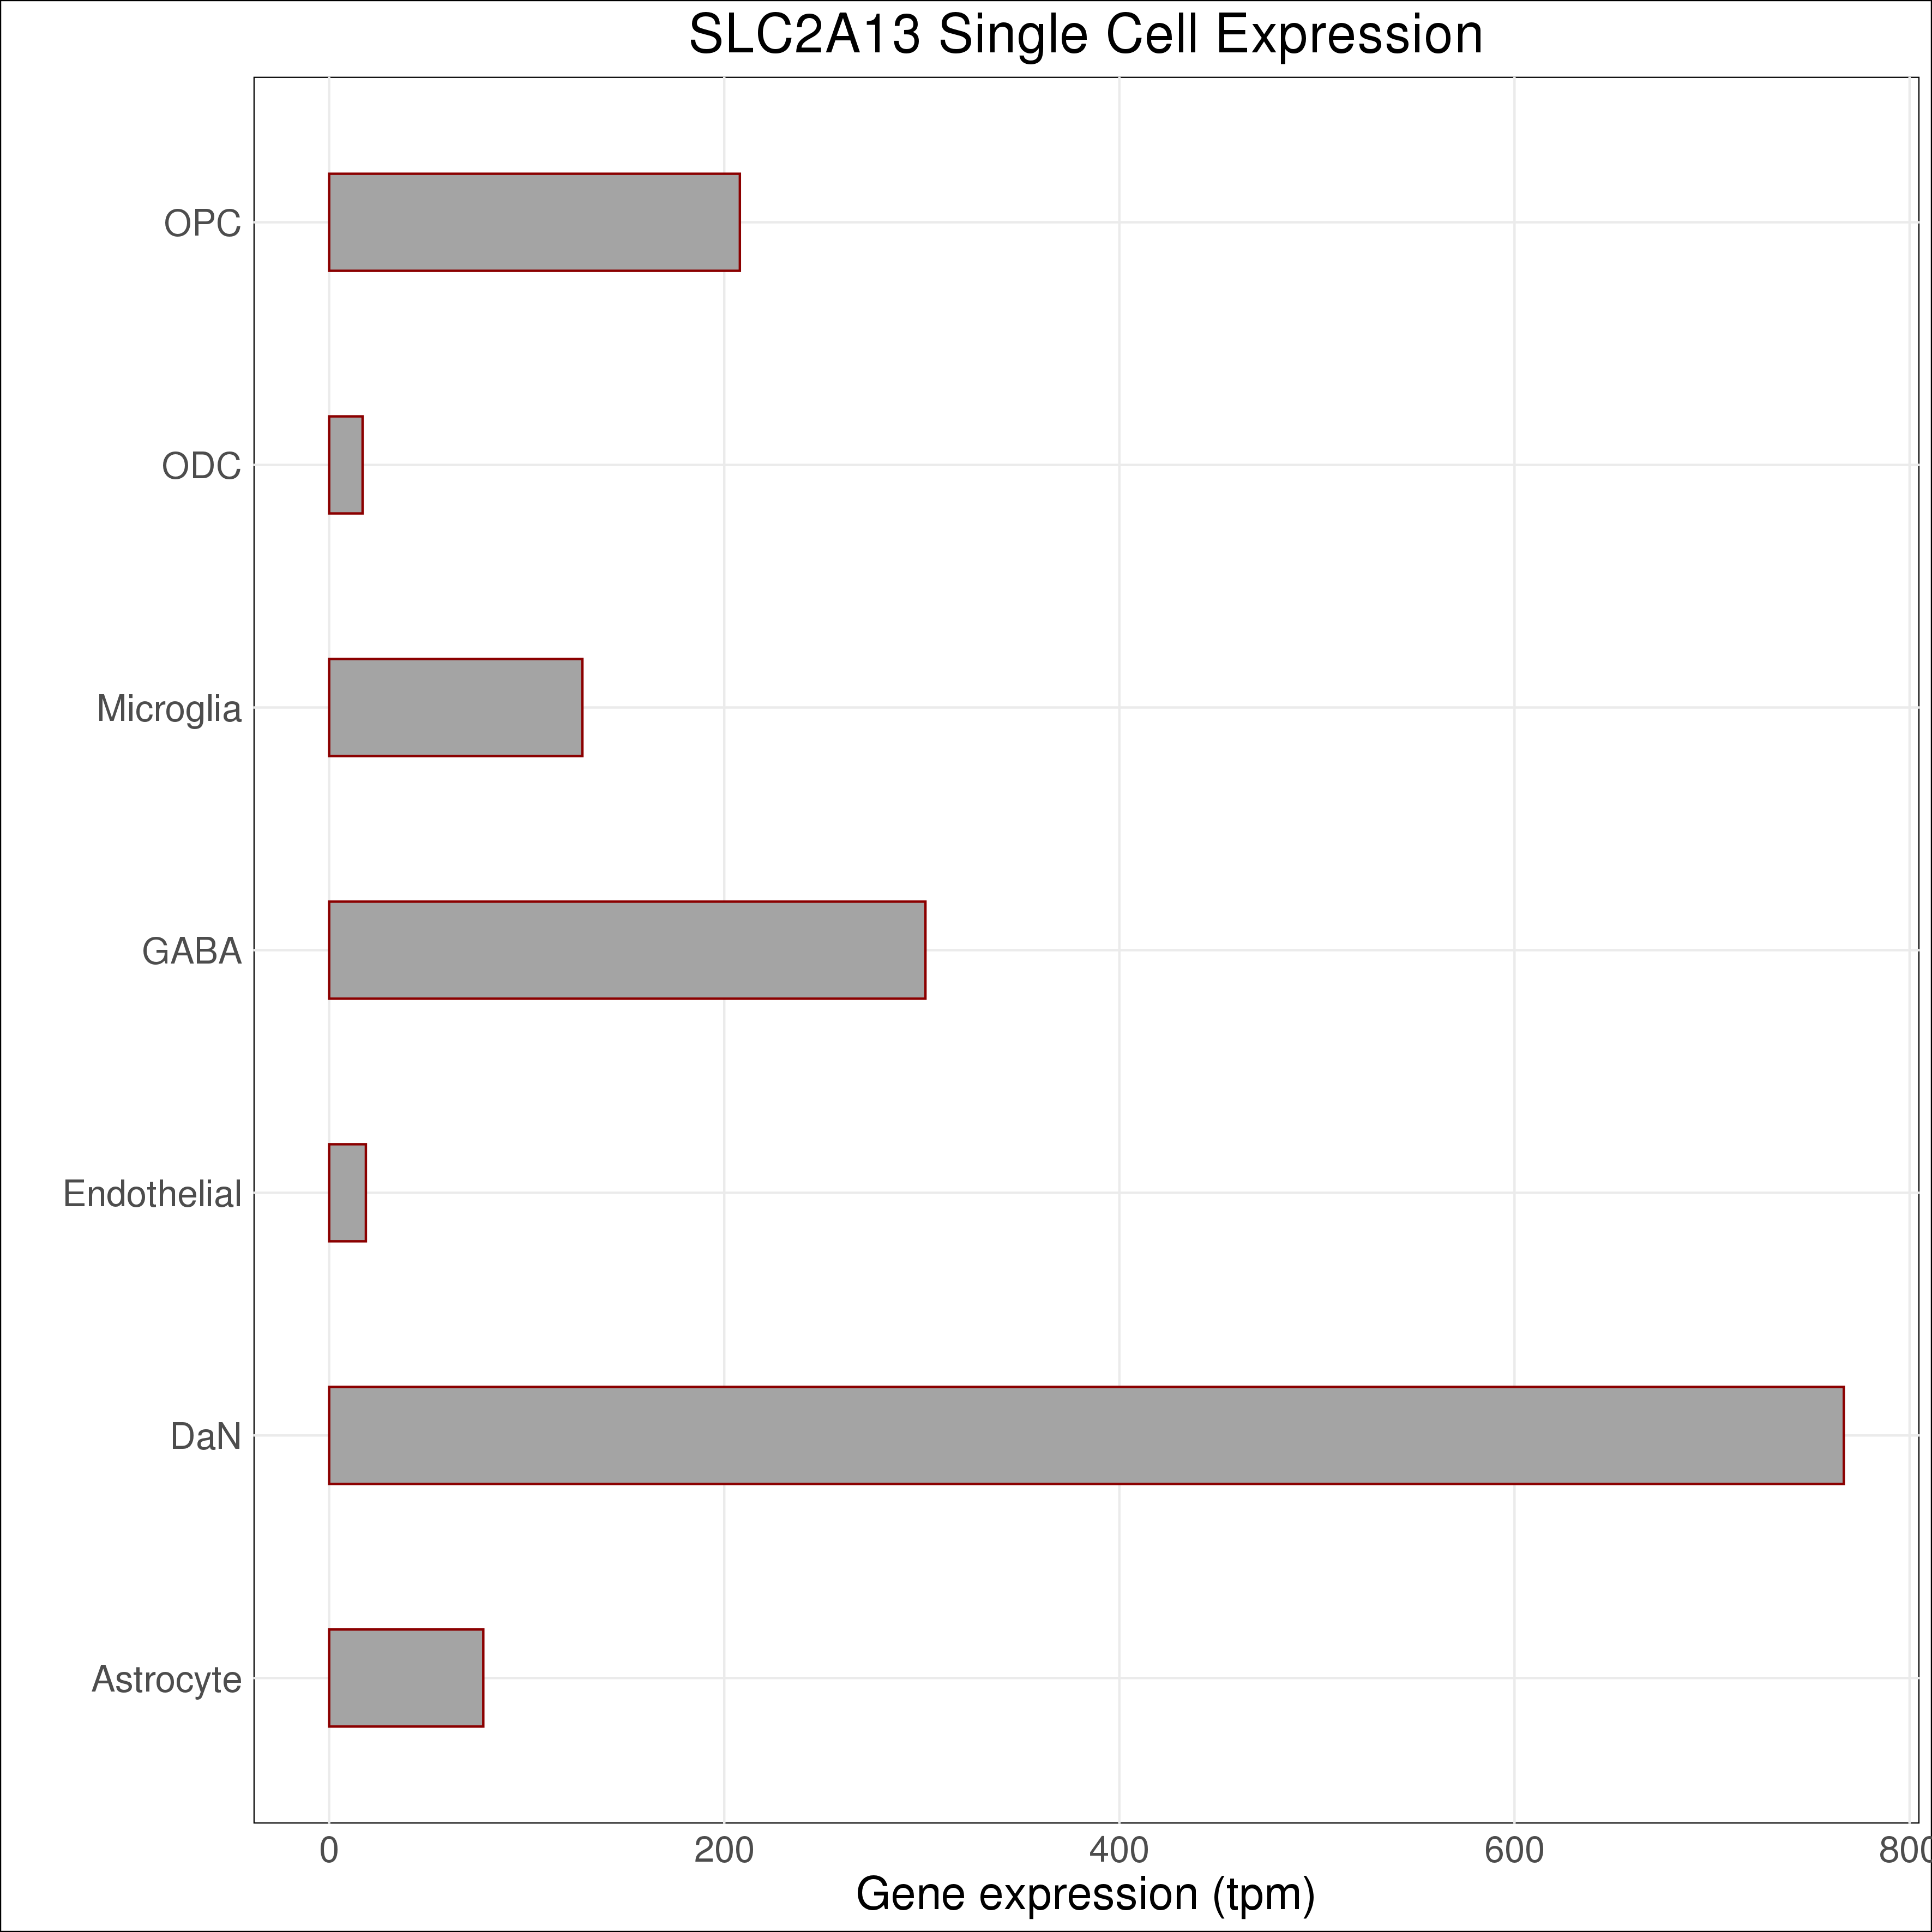 SLC2A13 Single Cell Expression
OPC
ODC
Microglia
GABA
Endothelial
DaN
Astrocyte
0 200 400 600 800
Gene expression (tpm)